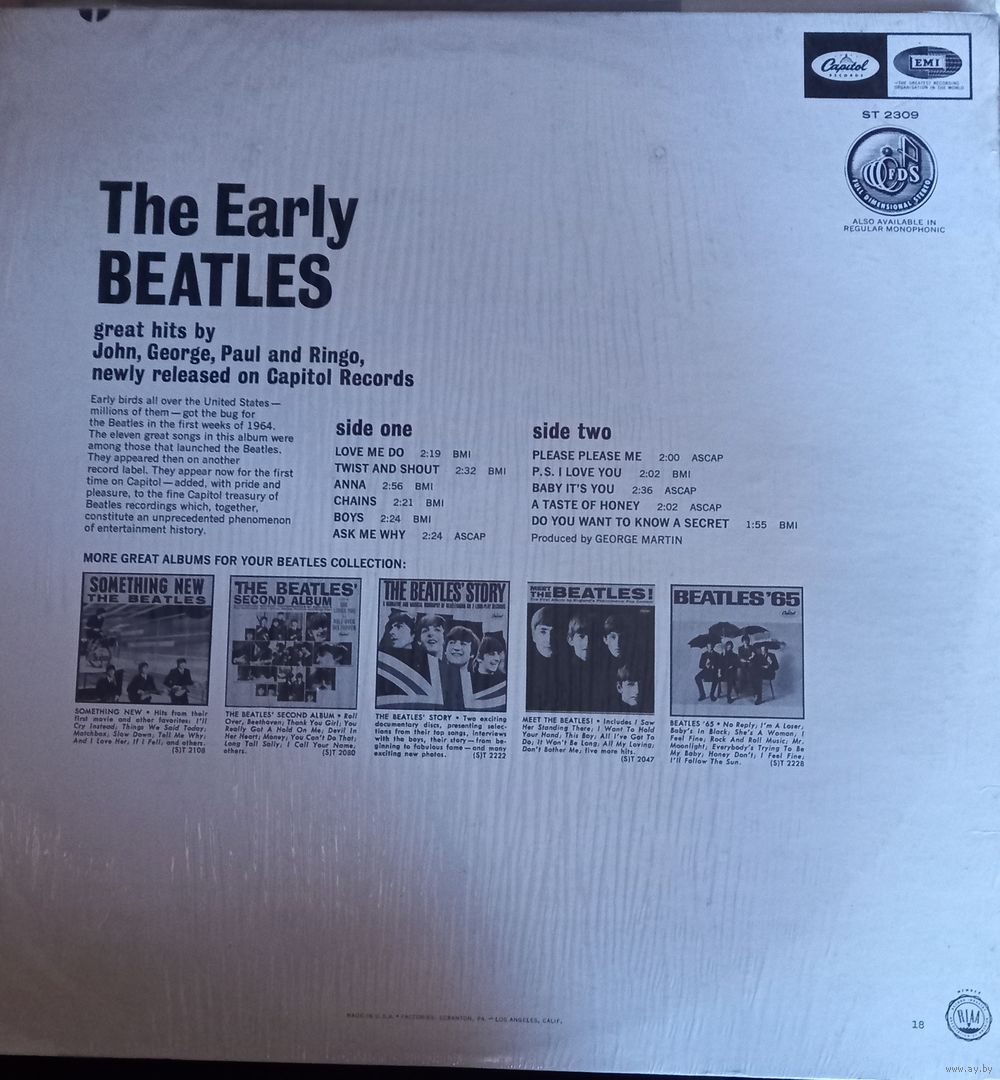 Capitol
RECORDS
EMI
THE GREATEST RECORDING
ORGANISATION IN THE WORLD
ST 2309
FDS
FULL DIMENSIONAL STEREO
ALSO AVAILABLE IN
REGULAR MONOPHONIC
The Early
BEATLES
great hits by
John, George, Paul and Ringo,
newly released on Capitol Records
Early birds all over the United States—
millions of them—got the bug for
the Beatles in the first weeks of 1964.
The eleven great songs in this album were
among those that launched the Beatles.
They appeared then on another
record label. They appear now for the first
time on Capitol—added, with pride and
pleasure, to the fine Capitol treasury of
Beatles recordings which, together,
constitute an unprecedented phenomenon
of entertainment history.
side one
LOVE ME DO 2:19 BMI
TWIST AND SHOUT 2:32 BMI
ANNA 2:56 BMI
CHAINS 2:21 BMI
BOYS 2:24 BMI
ASK ME WHY 2:24 ASCAP
side two
PLEASE PLEASE ME 2:00 ASCAP
P.S. I LOVE YOU 2:02 BMI
BABY IT'S YOU 2:36 ASCAP
A TASTE OF HONEY 2:02 ASCAP
DO YOU WANT TO KNOW A SECRET 1:55 BMI
Produced by GEORGE MARTIN
MORE GREAT ALBUMS FOR YOUR BEATLES COLLECTION:
SOMETHING NEW
THE BEATLES
SOMETHING NEW • Hits from their
first movie and other favorites: I'll
Cry Instead, Things We Said Today;
Matchbox, Slow Down; Tell Me Why;
And I Love Her, If I Fell, and others.
(S)T 2108
THE BEATLES'
SECOND ALBUM
THE BEATLES' SECOND ALBUM • Roll
Over, Beethoven; Thank You Girl; You
Really Got A Hold On Me; Devil In
Her Heart; Money; You Can't Do That;
Long Tall Sally; I Call Your Name,
others. (S)T 2080
THE BEATLES' STORY
THE BEATLES' STORY • Two exciting
documentary discs, presenting selec-
tions from their top songs, interviews
with the boys, their story—from be-
ginning to fabulous fame—and many
exciting new photos. (S)T 2222
MEET
THE BEATLES!
MEET THE BEATLES! • Includes I Saw
Her Standing There; I Want To Hold
Your Hand; This Boy; All I've Got To
Do; It Won't Be Long; All My Loving;
Don't Bother Me; five more hits.
(S)T 2047
BEATLES '65
BEATLES '65 • No Reply; I'm A Loser;
Baby's In Black; She's A Woman; I
Feel Fine; Rock And Roll Music; Mr.
Moonlight; Everybody's Trying To Be
My Baby; Honey Don't; I Feel Fine;
I'll Follow The Sun. (S)T 2228
MADE IN U.S.A. • FACTORIES: SCRANTON, PA. — LOS ANGELES, CALIF.
18
MEMBER
RIAA
www.ay.by